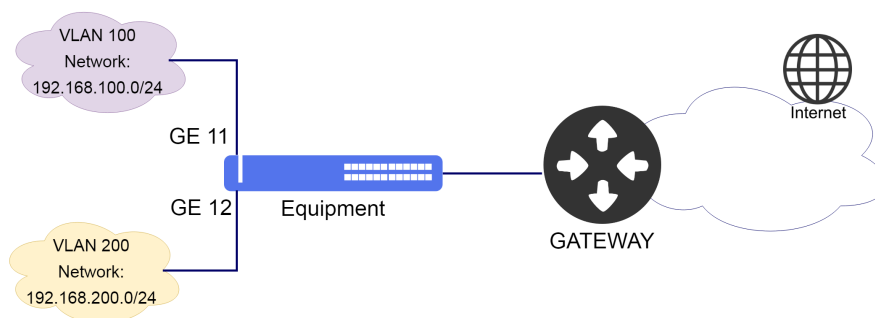 VLAN 100
Network:
192.168.100.0/24
GE 11
GE 12
Equipment
VLAN 200
Network:
192.168.200.0/24
GATEWAY
Internet